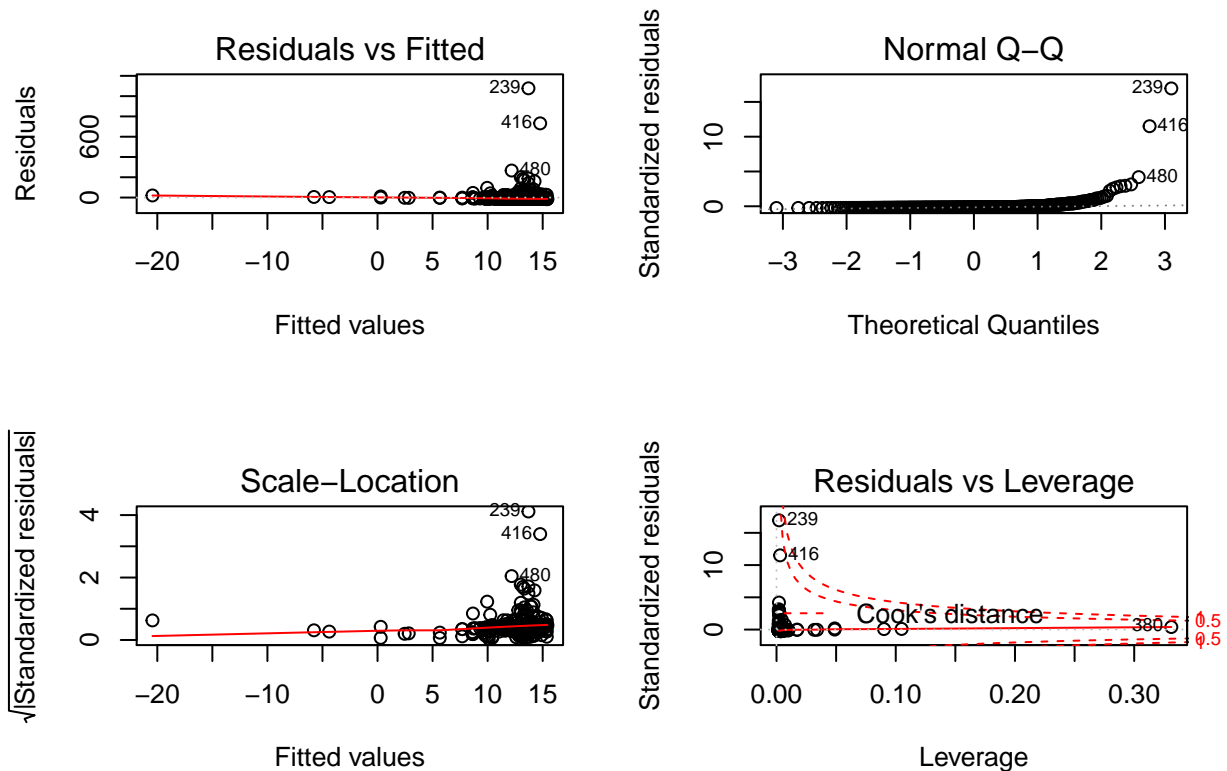 Residuals vs Fitted
Residuals
0 600
239
416
480
−20 −10 0 5 10 15
Fitted values
Normal Q−Q
Standardized residuals
0 10
239
416
480
−3 −2 −1 0 1 2 3
Theoretical Quantiles
Scale−Location
√|Standardized residuals|
0 2 4
239
416
480
−20 −10 0 5 10 15
Fitted values
Residuals vs Leverage
Standardized residuals
0 10
239
416
Cook's distance
380
1
0.5
0.5
1
0.00 0.10 0.20 0.30
Leverage